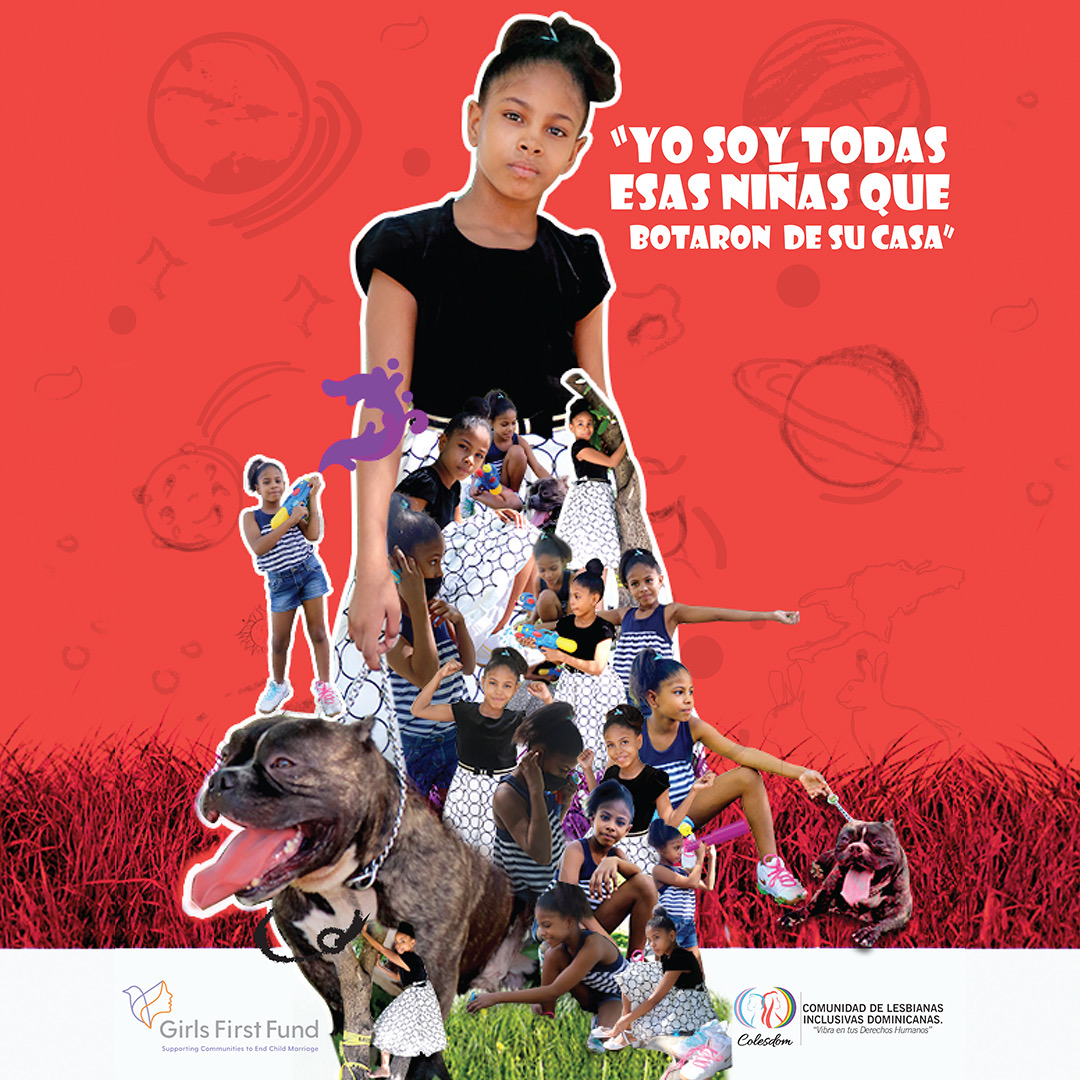 "YO SOY TODAS
ESAS NIÑAS QUE
BOTARON DE SU CASA"
Girls First Fund
Supporting Communities to End Child Marriage
Colesdom
COMUNIDAD DE LESBIANAS
INCLUSIVAS DOMINICANAS.
"Vibra en tus Derechos Humanos"